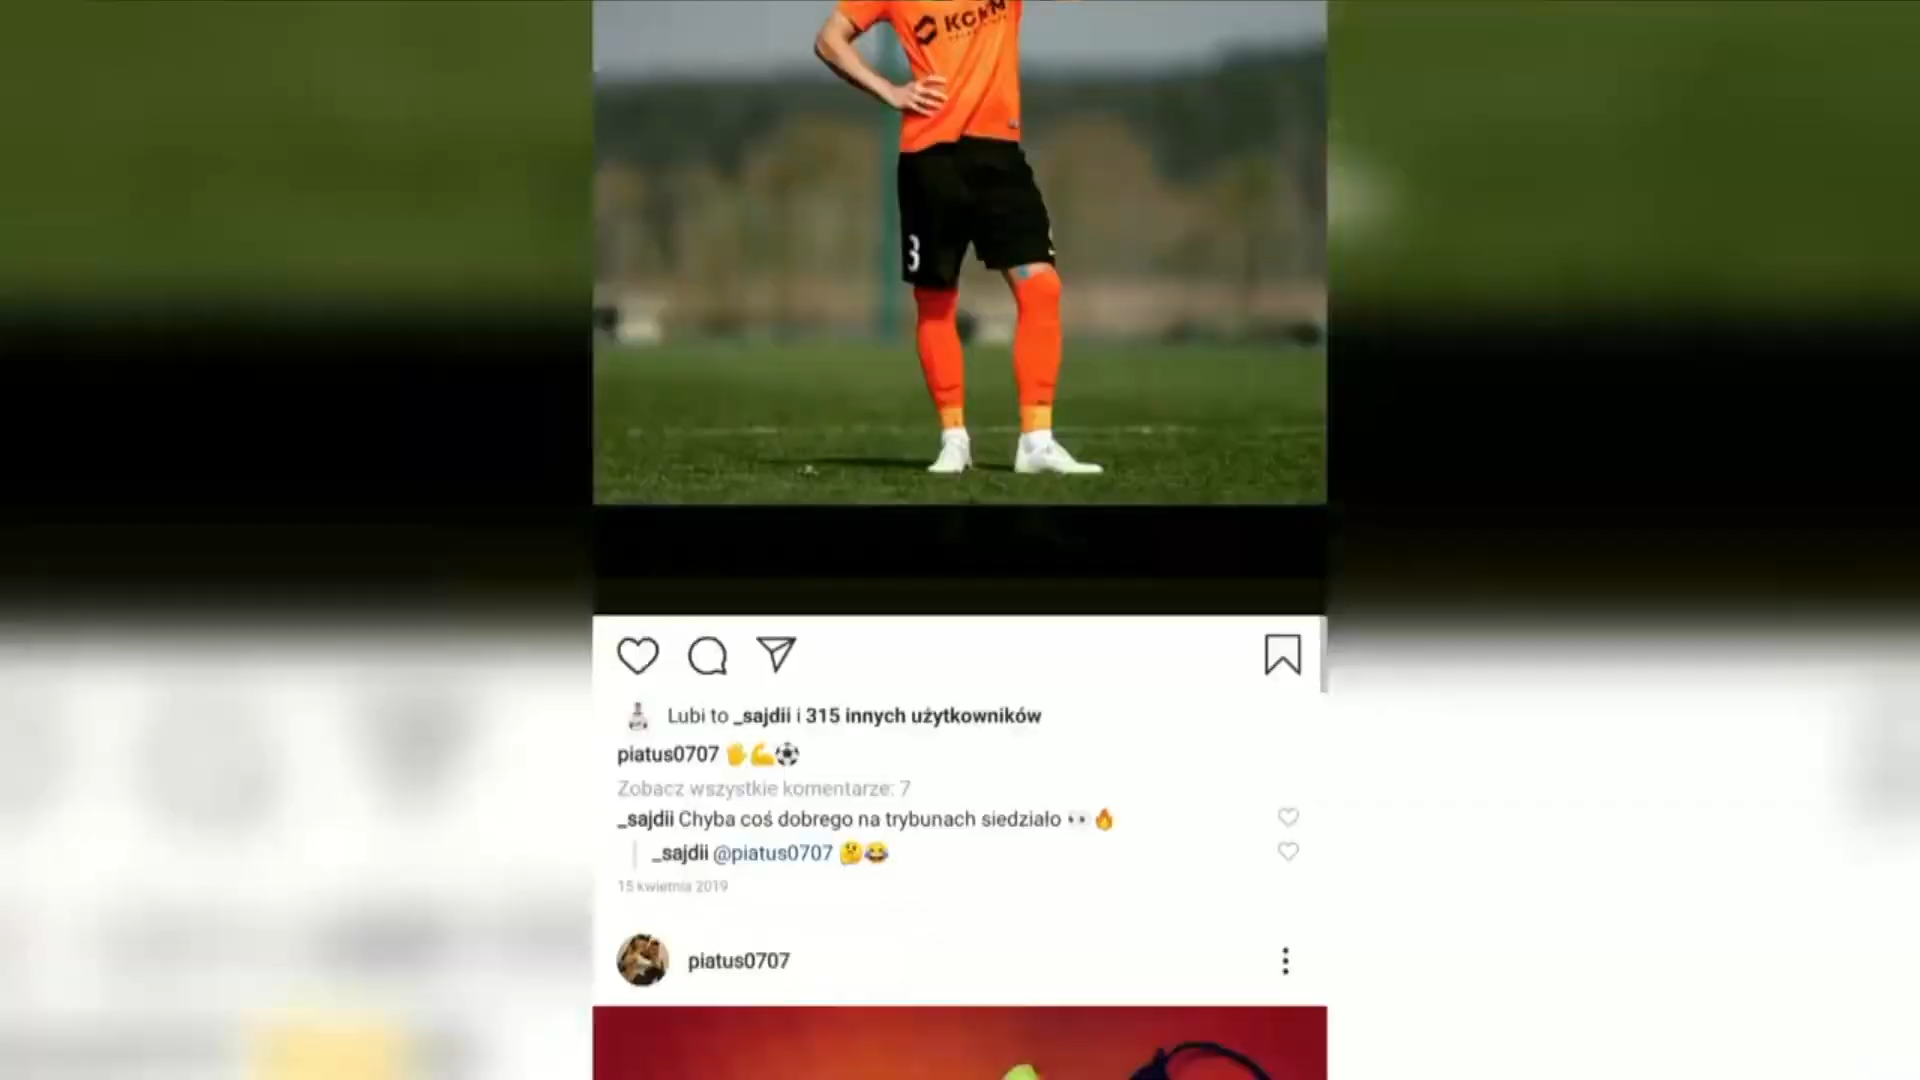 KGHM
3
Lubi to _sajdii i 315 innych użytkowników
piatus0707 🖐️💪⚽
Zobacz wszystkie komentarze: 7
_sajdii Chyba coś dobrego na trybunach siedziało 👀🔥
_sajdii @piatus0707 🤔😂
15 kwietnia 2019
piatus0707